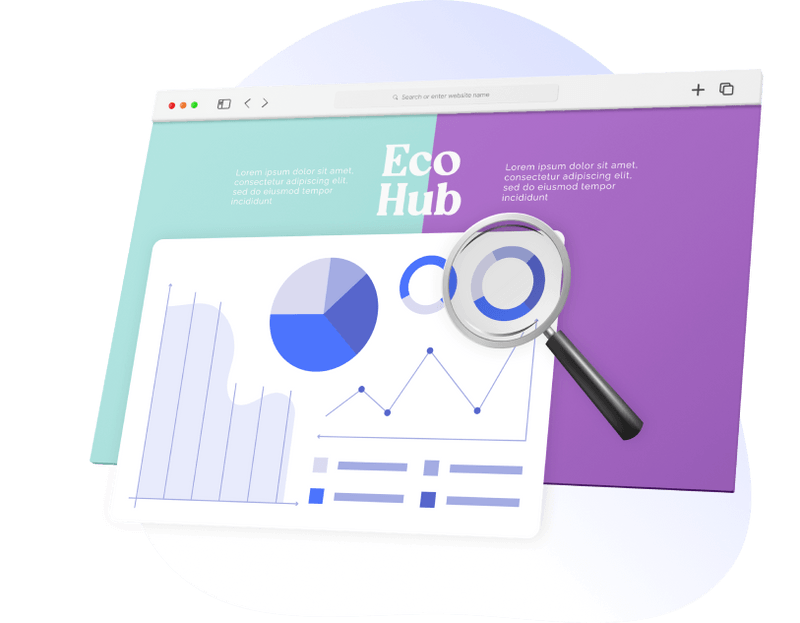 Search or enter website name
Eco
Hub
Lorem ipsum dolor sit amet,
consectetur adipiscing elit,
sed do eiusmod tempor
incididunt
Lorem ipsum dolor sit amet,
consectetur adipiscing elit,
sed do eiusmod tempor
incididunt